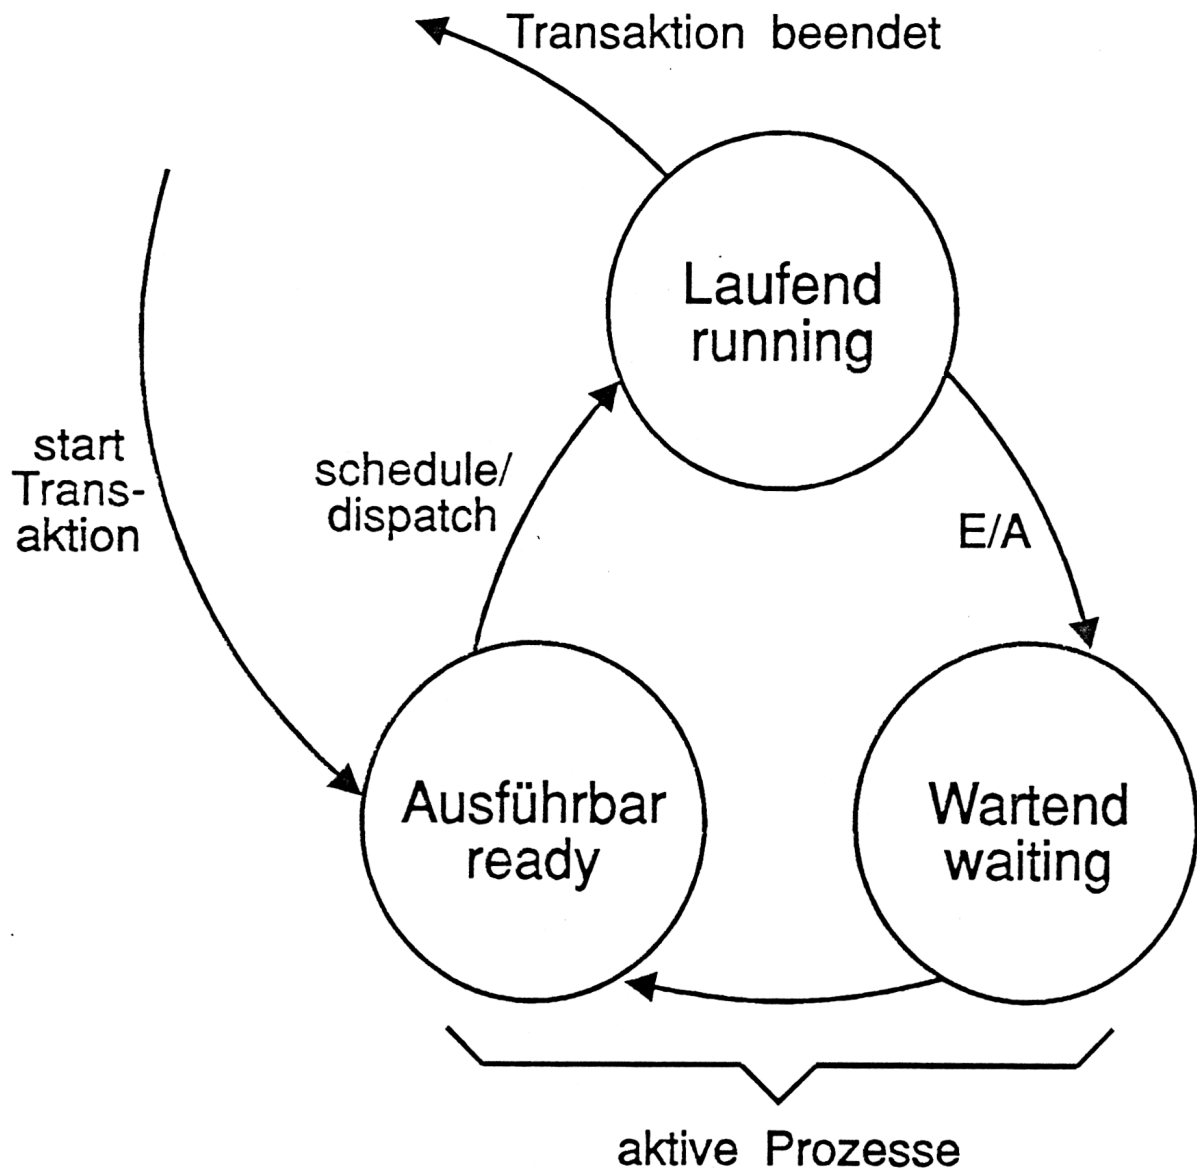 Transaktion beendet
Laufend
running
start
Trans-
aktion
schedule/
dispatch
E/A
Ausführbar
ready
Wartend
waiting
aktive Prozesse